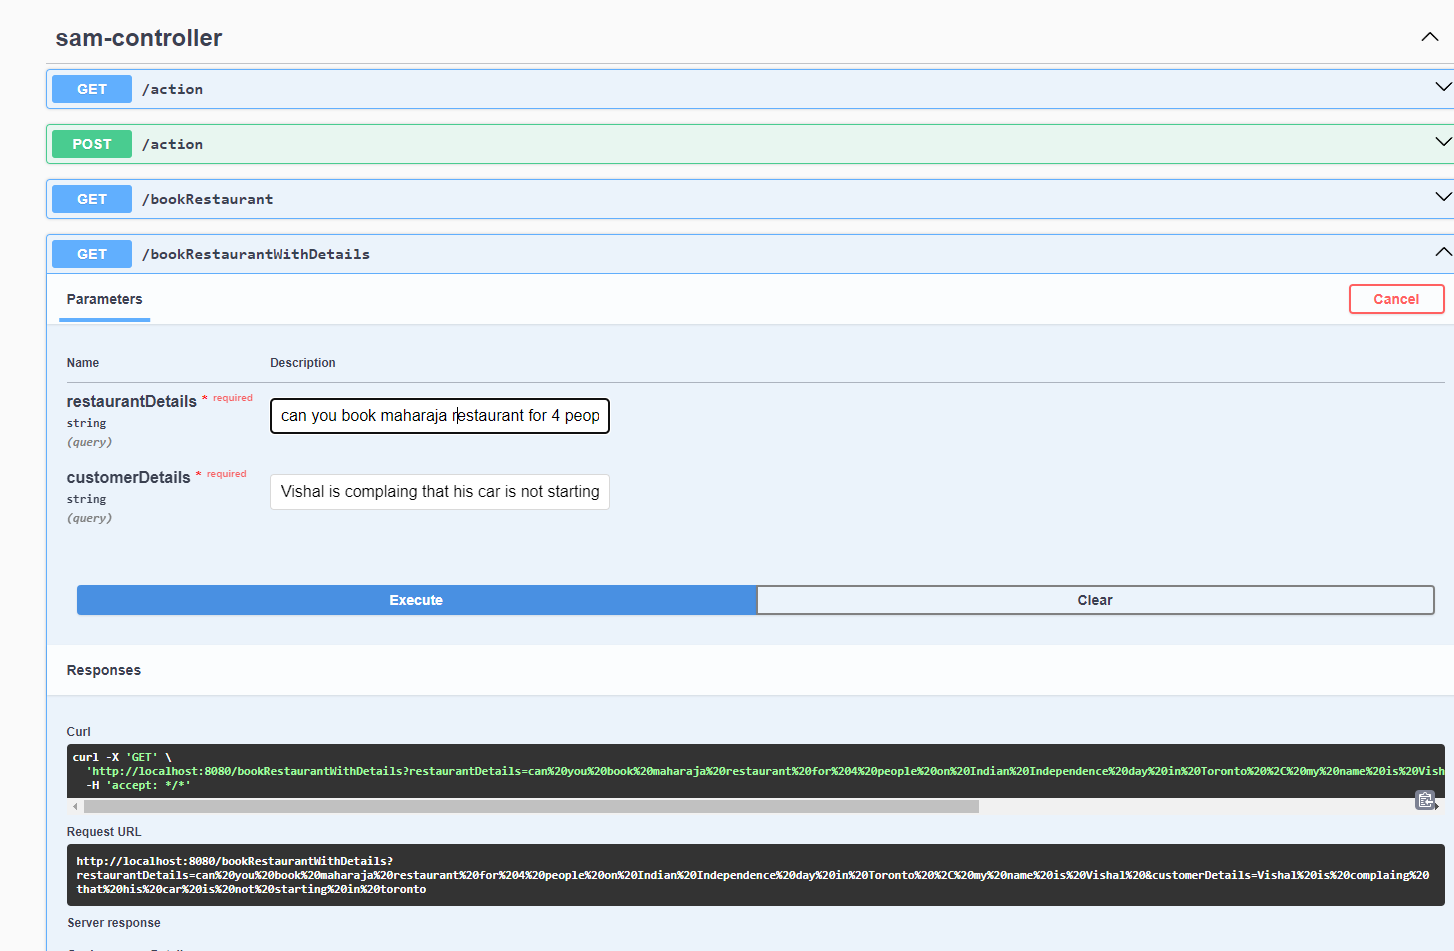 sam-controller
GET /action
POST /action
GET /bookRestaurant
GET /bookRestaurantWithDetails
Parameters
Cancel
Name Description
restaurantDetails * required
string
(query)
can you book maharaja restaurant for 4 peop
customerDetails * required
string
(query)
Vishal is complaing that his car is not starting
Execute
Clear
Responses
Curl
curl -X 'GET' \
'http://localhost:8080/bookRestaurantWithDetails?restaurantDetails=can%20you%20book%20maharaja%20restaurant%20for%204%20people%20on%20Indian%20Independence%20day%20in%20Toronto%20%2C%20my%20name%20is%20Vish
-H 'accept: */*'
Request URL
http://localhost:8080/bookRestaurantWithDetails?
restaurantDetails=can%20you%20book%20maharaja%20restaurant%20for%204%20people%20on%20Indian%20Independence%20day%20in%20Toronto%20%2C%20my%20name%20is%20Vishal%20&customerDetails=Vishal%20is%20complaing%20
that%20his%20car%20is%20not%20starting%20in%20toronto
Server response